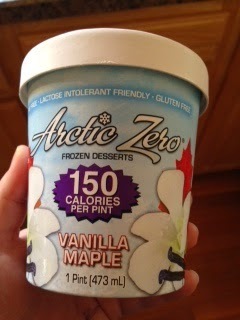 LACTOSE INTOLERANT FRIENDLY · GLUTEN FREE
Arctic Zero
FROZEN DESSERTS
150
CALORIES
PER PINT
VANILLA
MAPLE
1 Pint (473 mL)